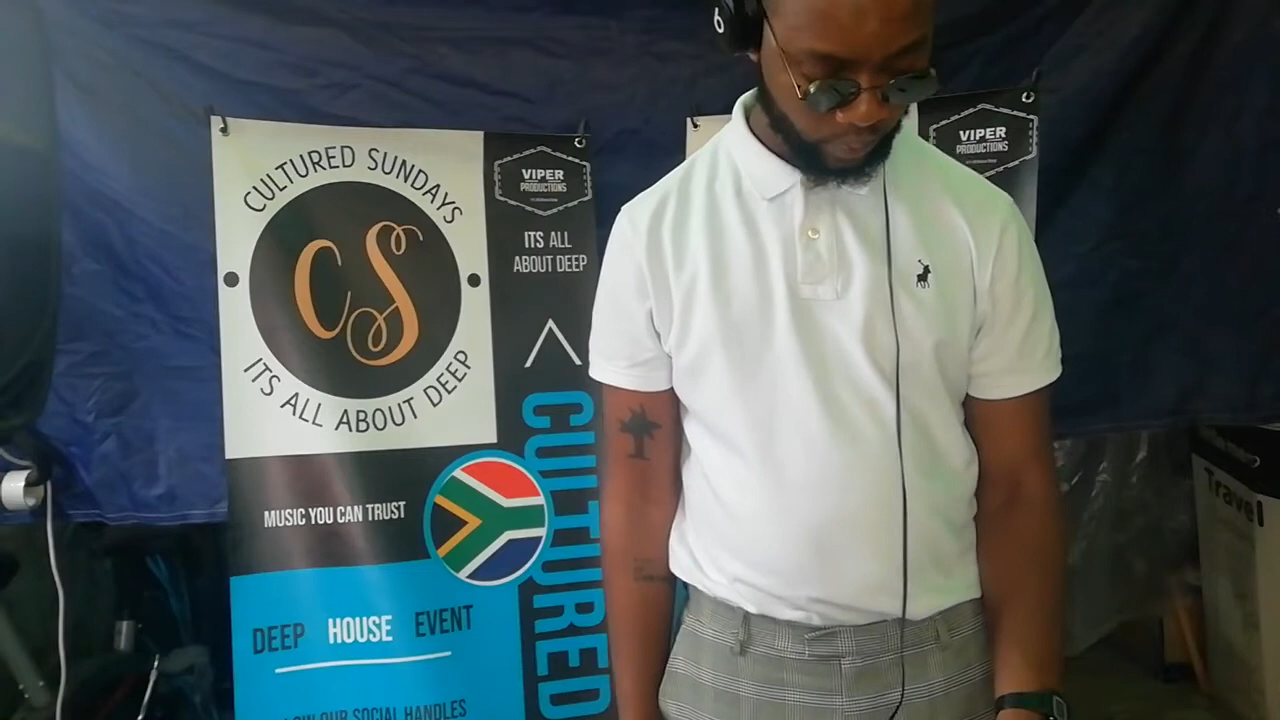 CULTURED SUNDAYS
CS
ITS ALL ABOUT DEEP
VIPER
PRODUCTIONS
ITS ALL
ABOUT DEEP
CULTURED
MUSIC YOU CAN TRUST
DEEP HOUSE EVENT
OUR SOCIAL HANDLES
VIPER
PRODUCTIONS
Travel